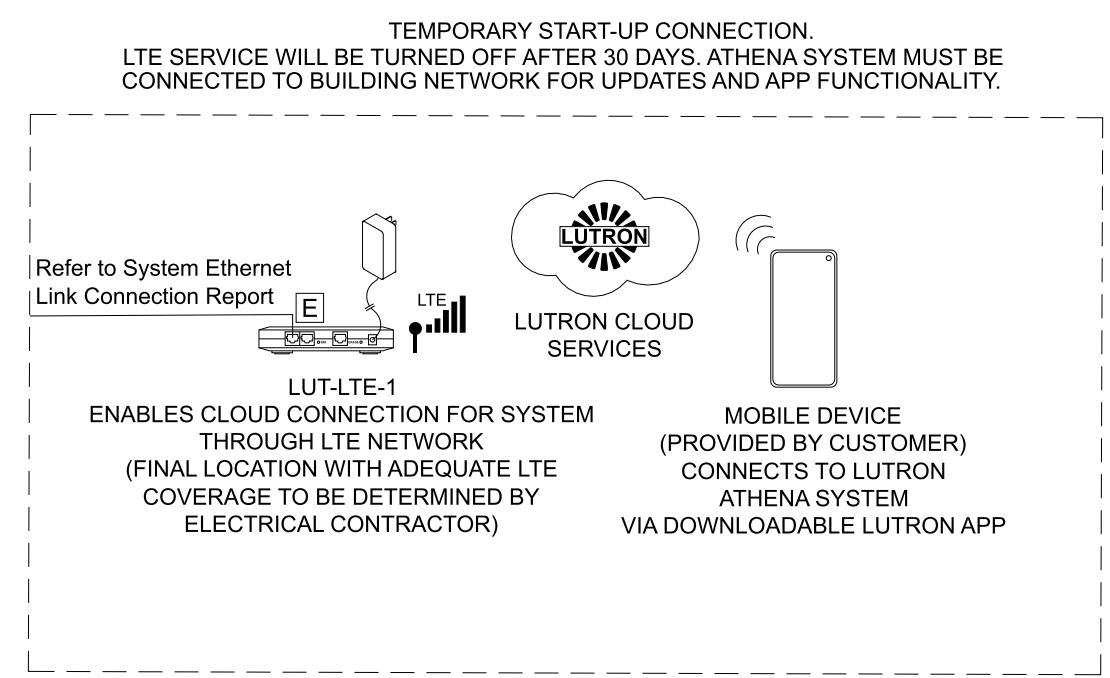 TEMPORARY START-UP CONNECTION.
LTE SERVICE WILL BE TURNED OFF AFTER 30 DAYS. ATHENA SYSTEM MUST BE
CONNECTED TO BUILDING NETWORK FOR UPDATES AND APP FUNCTIONALITY.
LUTRON
Refer to System Ethernet
Link Connection Report
E
LTE
LUTRON CLOUD
SERVICES
LUT-LTE-1
ENABLES CLOUD CONNECTION FOR SYSTEM
THROUGH LTE NETWORK
(FINAL LOCATION WITH ADEQUATE LTE
COVERAGE TO BE DETERMINED BY
ELECTRICAL CONTRACTOR)
MOBILE DEVICE
(PROVIDED BY CUSTOMER)
CONNECTS TO LUTRON
ATHENA SYSTEM
VIA DOWNLOADABLE LUTRON APP